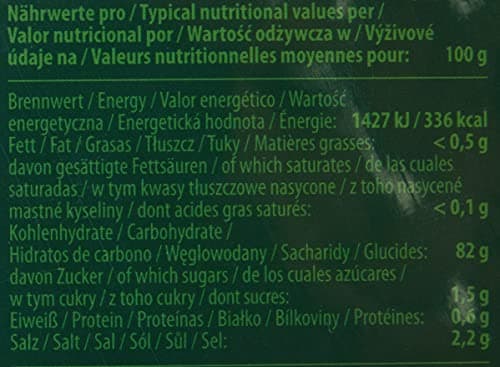 Nährwerte pro / Typical nutritional values per /
Valor nutricional por / Wartość odżywcza w / Výživové
údaje na / Valeurs nutritionnelles moyennes pour: 100 g
Brennwert / Energy / Valor energético / Wartość
energetyczna / Energetická hodnota / Énergie: 1427 kJ / 336 kcal
Fett / Fat / Grasas / Tłuszcz / Tuky / Matières grasses: < 0,5 g
davon gesättigte Fettsäuren / of which saturates / de las cuales
saturadas / w tym kwasy tłuszczowe nasycone / z toho nasycené
mastné kyseliny / dont acides gras saturés: < 0,1 g
Kohlenhydrate / Carbohydrate /
Hidratos de carbono / Węglowodany / Sacharidy / Glucides: 82 g
davon Zucker / of which sugars / de los cuales azúcares /
w tym cukry / z toho cukry / dont sucres: 1,5 g
Eiweiß / Protein / Proteínas / Białko / Bílkoviny / Protéines: 0,6 g
Salz / Salt / Sal / Sól / Sůl / Sel: 2,2 g